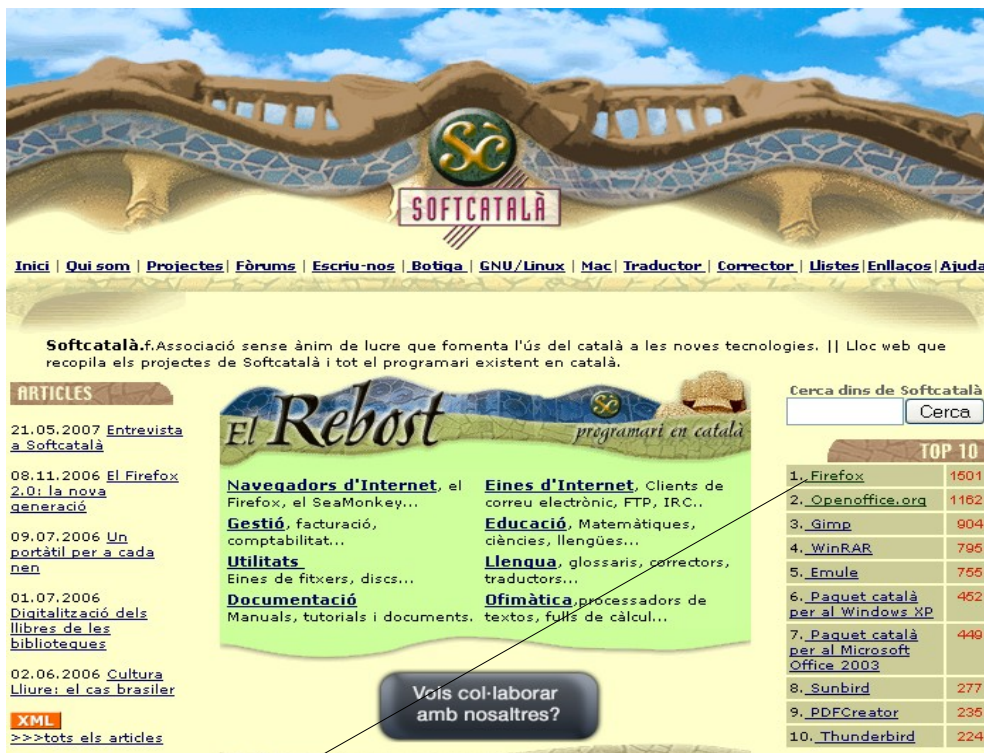 Sc
SOFTCATALÀ
Inici | Qui som | Projectes| Fòrums | Escriu-nos | Botiga | GNU/Linux | Mac| Traductor | Corrector | Llistes|Enllaços|Ajuda
Softcatalà.f.Associació sense ànim de lucre que fomenta l'ús del català a les noves tecnologies. || Lloc web que
recopila els projectes de Softcatalà i tot el programari existent en català.
ARTICLES
21.05.2007 Entrevista
a Softcatalà
08.11.2006 El Firefox
2.0: la nova
generació
09.07.2006 Un
portàtil per a cada
nen
01.07.2006
Digitalització dels
llibres de les
biblioteques
02.06.2006 Cultura
Lliure: el cas brasiler
XML
>>>tots els articles
El Rebost
Sc
programari en català
Navegadors d'Internet, el
Firefox, el SeaMonkey...
Gestió, facturació,
comptabilitat...
Utilitats
Eines de fitxers, discs...
Documentació
Manuals, tutorials i documents.
Eines d'Internet, Clients de
correu electrònic, FTP, IRC..
Educació, Matemàtiques,
ciències, llengües...
Llengua, glossaris, correctors,
traductors...
Ofimàtica,processadors de
textos, fulls de càlcul...
Vols col·laborar
amb nosaltres?
Cerca dins de Softcatalà
Cerca
TOP 10
1. Firefox 1501
2. Openoffice.org 1162
3. Gimp 904
4. WinRAR 795
5. Emule 755
6. Paquet català
per al Windows XP 452
7. Paquet català
per al Microsoft
Office 2003 449
8. Sunbird 277
9. PDFCreator 235
10. Thunderbird 224